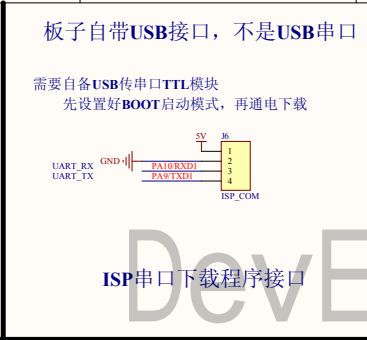 板子自带USB接口，不是USB串口
需要自备USB传串口TTL模块
先设置好BOOT启动模式，再通电下载
5V
J6
1
GND
2
UART_RX
PA10/RXD1
3
UART_TX
PA9/TXD1
4
ISP_COM
DevE
ISP串口下载程序接口